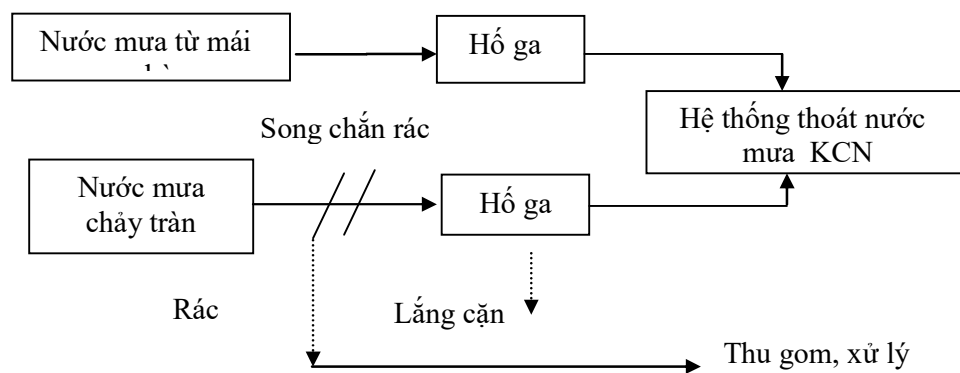 Nước mưa từ mái
Hố ga
Hệ thống thoát nước
mưa KCN
Song chắn rác
Nước mưa
chảy tràn
Hố ga
Rác
Lắng cặn
Thu gom, xử lý